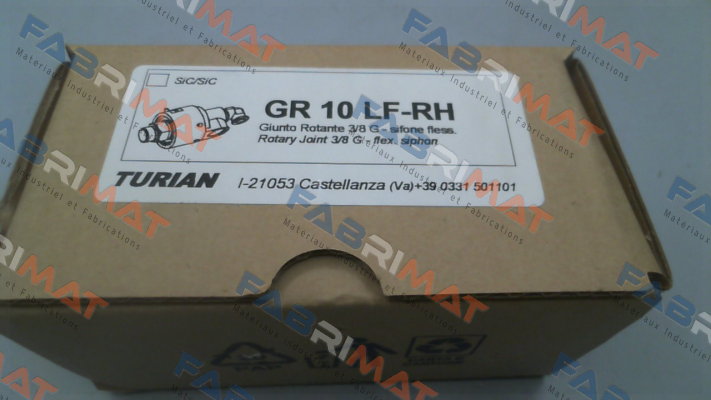 SiC/SiC
GR 10 LF-RH
Giunto Rotante 3/8 G - sifone fless.
Rotary Joint 3/8 G - flex. siphon
TURIAN I-21053 Castellanza (Va)+39 0331 501101
PAP
FABRIMAT
Materiaux Industriel et Fabrications